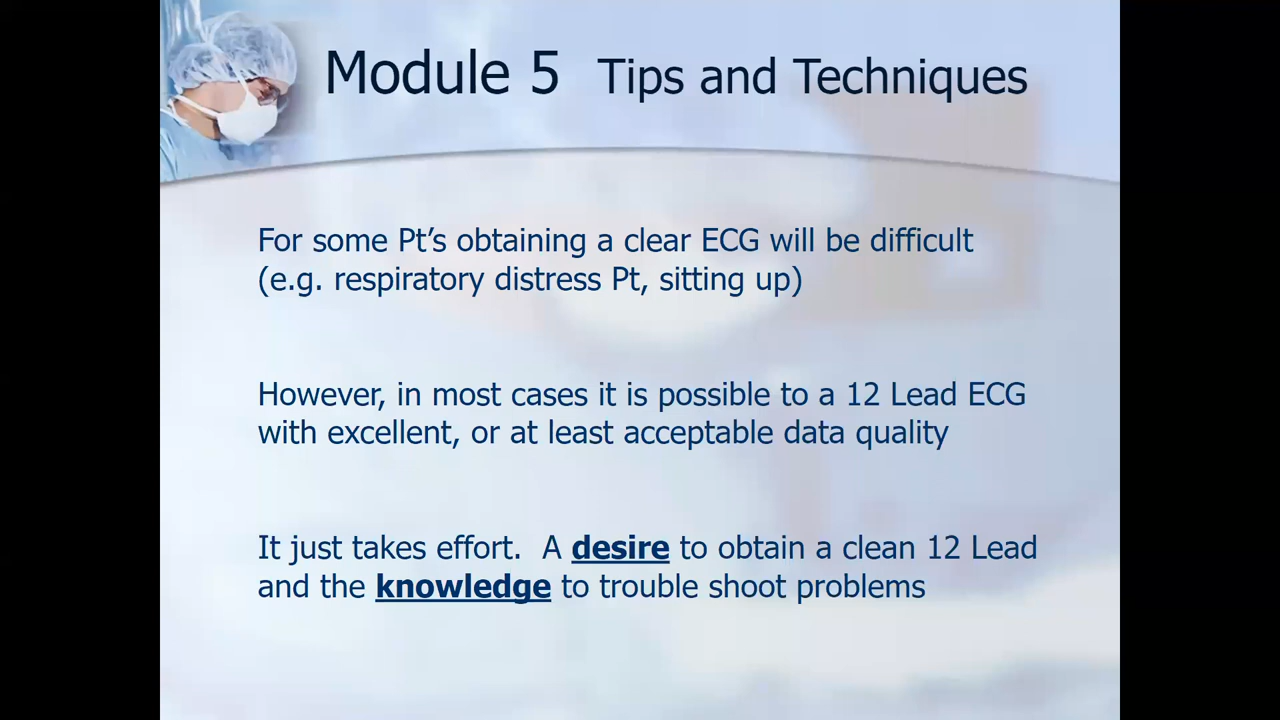 Module 5 Tips and Techniques
For some Pt’s obtaining a clear ECG will be difficult
(e.g. respiratory distress Pt, sitting up)
However, in most cases it is possible to a 12 Lead ECG
with excellent, or at least acceptable data quality
It just takes effort.  A desire to obtain a clean 12 Lead
and the knowledge to trouble shoot problems